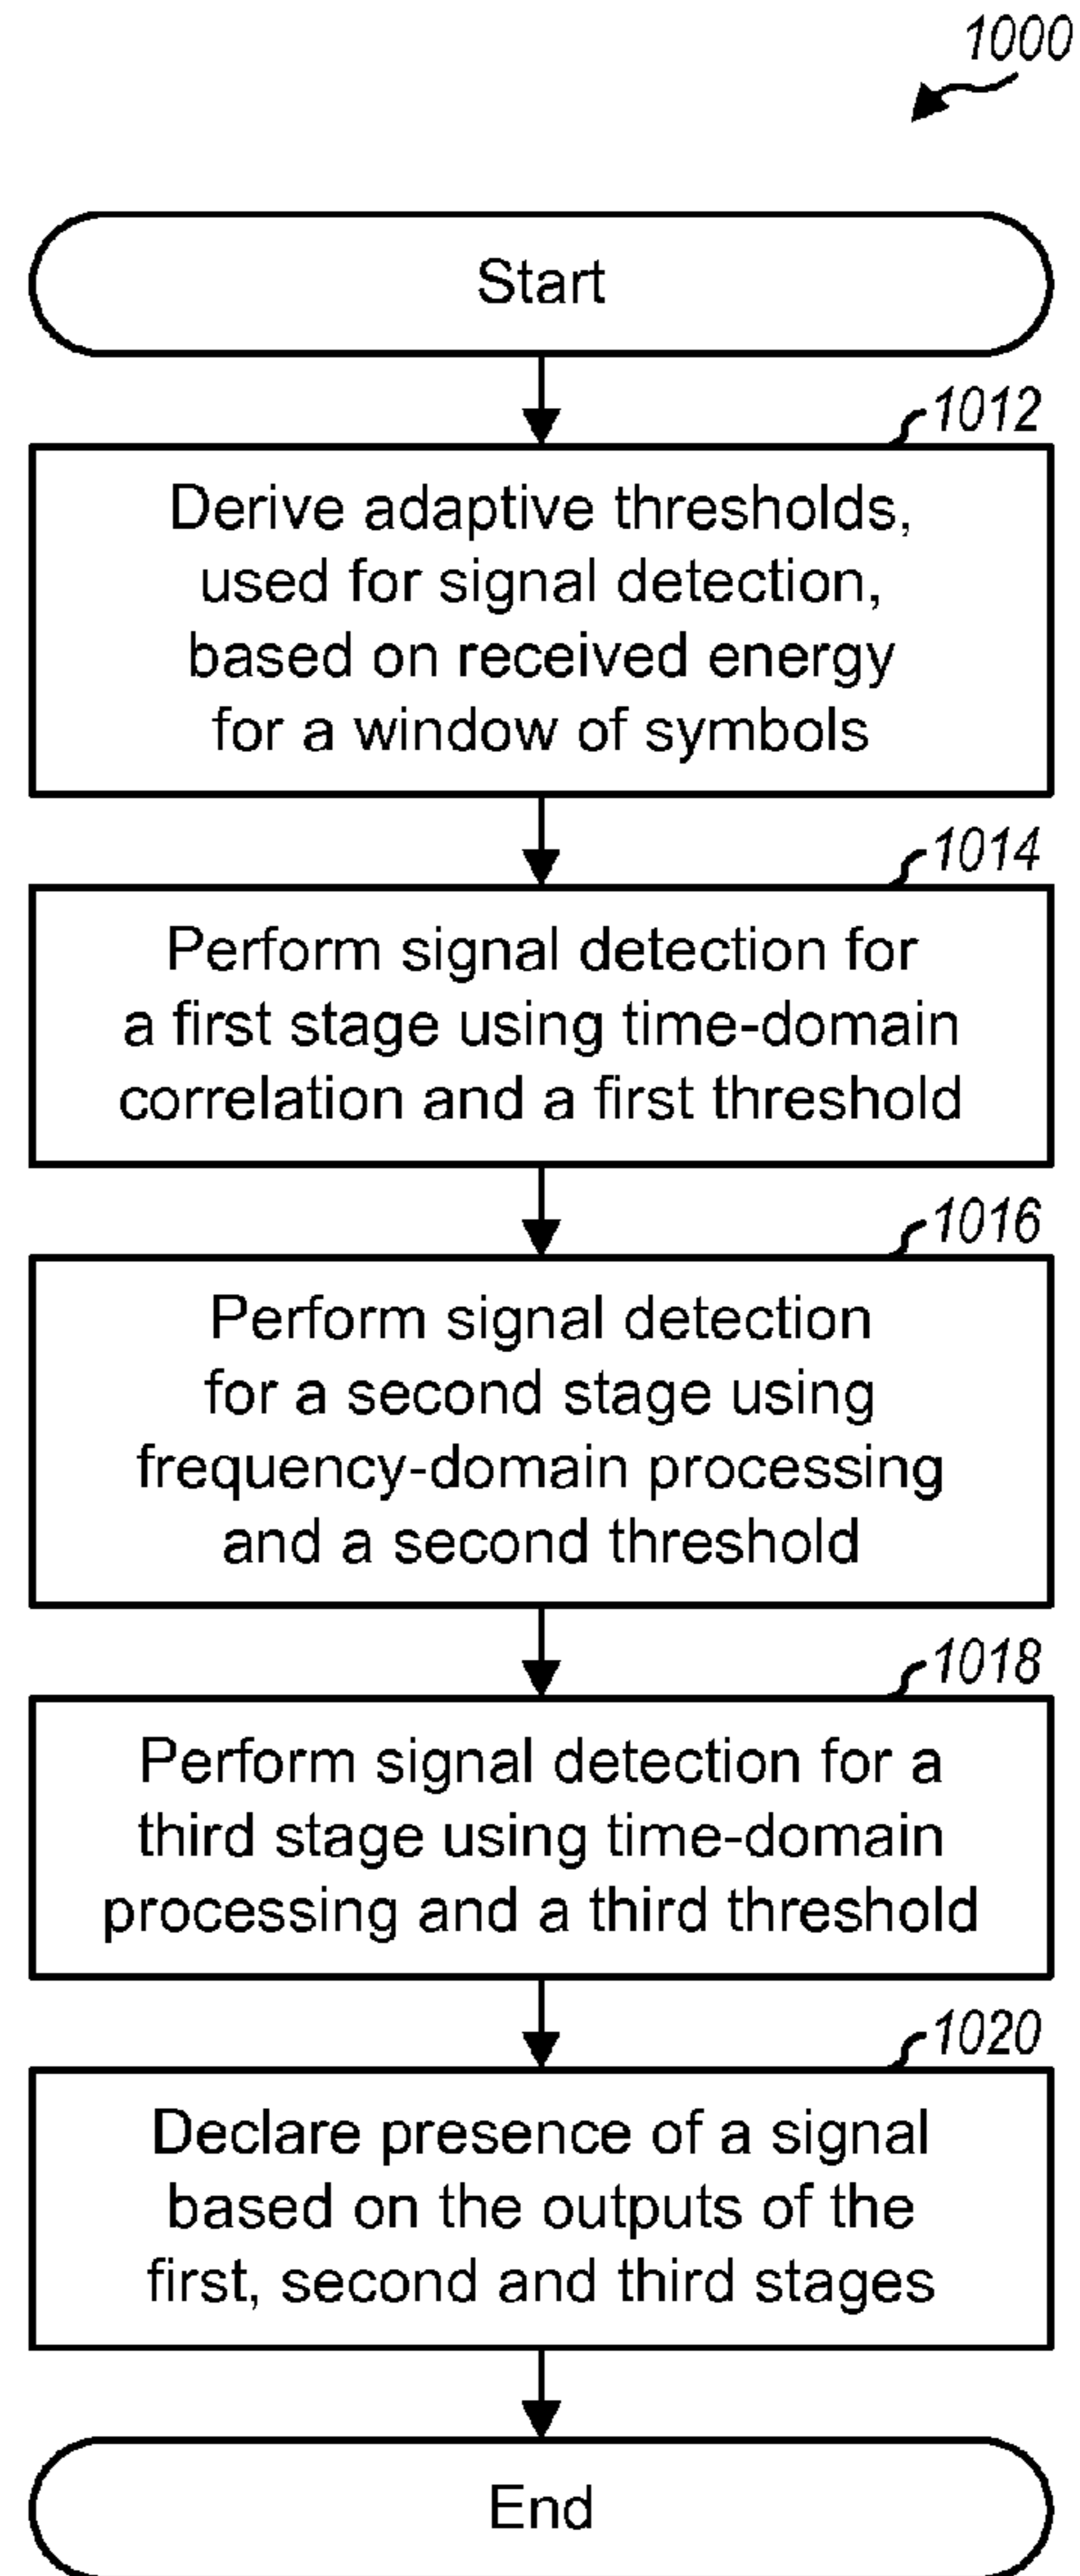 1000
Start
1012
Derive adaptive thresholds,
used for signal detection,
based on received energy
for a window of symbols
1014
Perform signal detection for
a first stage using time-domain
correlation and a first threshold
1016
Perform signal detection
for a second stage using
frequency-domain processing
and a second threshold
1018
Perform signal detection for a
third stage using time-domain
processing and a third threshold
1020
Declare presence of a signal
based on the outputs of the
first, second and third stages
End